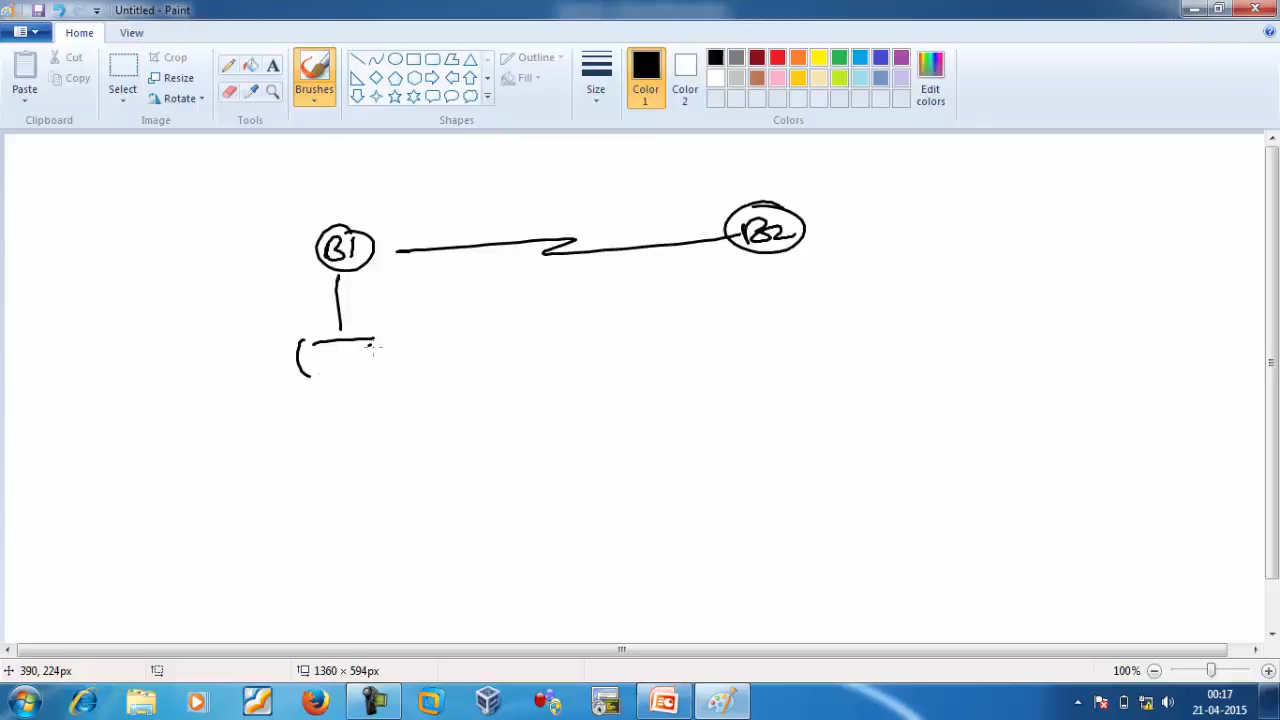 Untitled - Paint
Home
View
Paste
Cut
Copy
Clipboard
Select
Crop
Resize
Rotate
Image
Tools
Brushes
Shapes
Outline
Fill
Size
Color
1
Color
2
Edit
colors
Colors
B1
B2
390, 224px
1360 × 594px
100%
00:17
21-04-2015